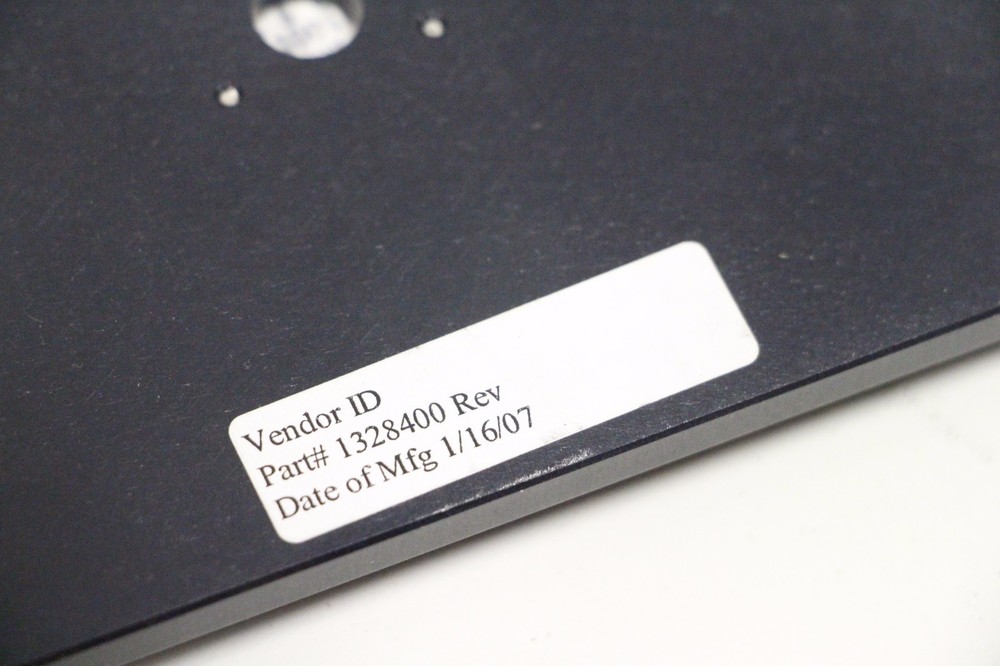 Vendor ID
Part# 1328400 Rev
Date of Mfg 1/16/07